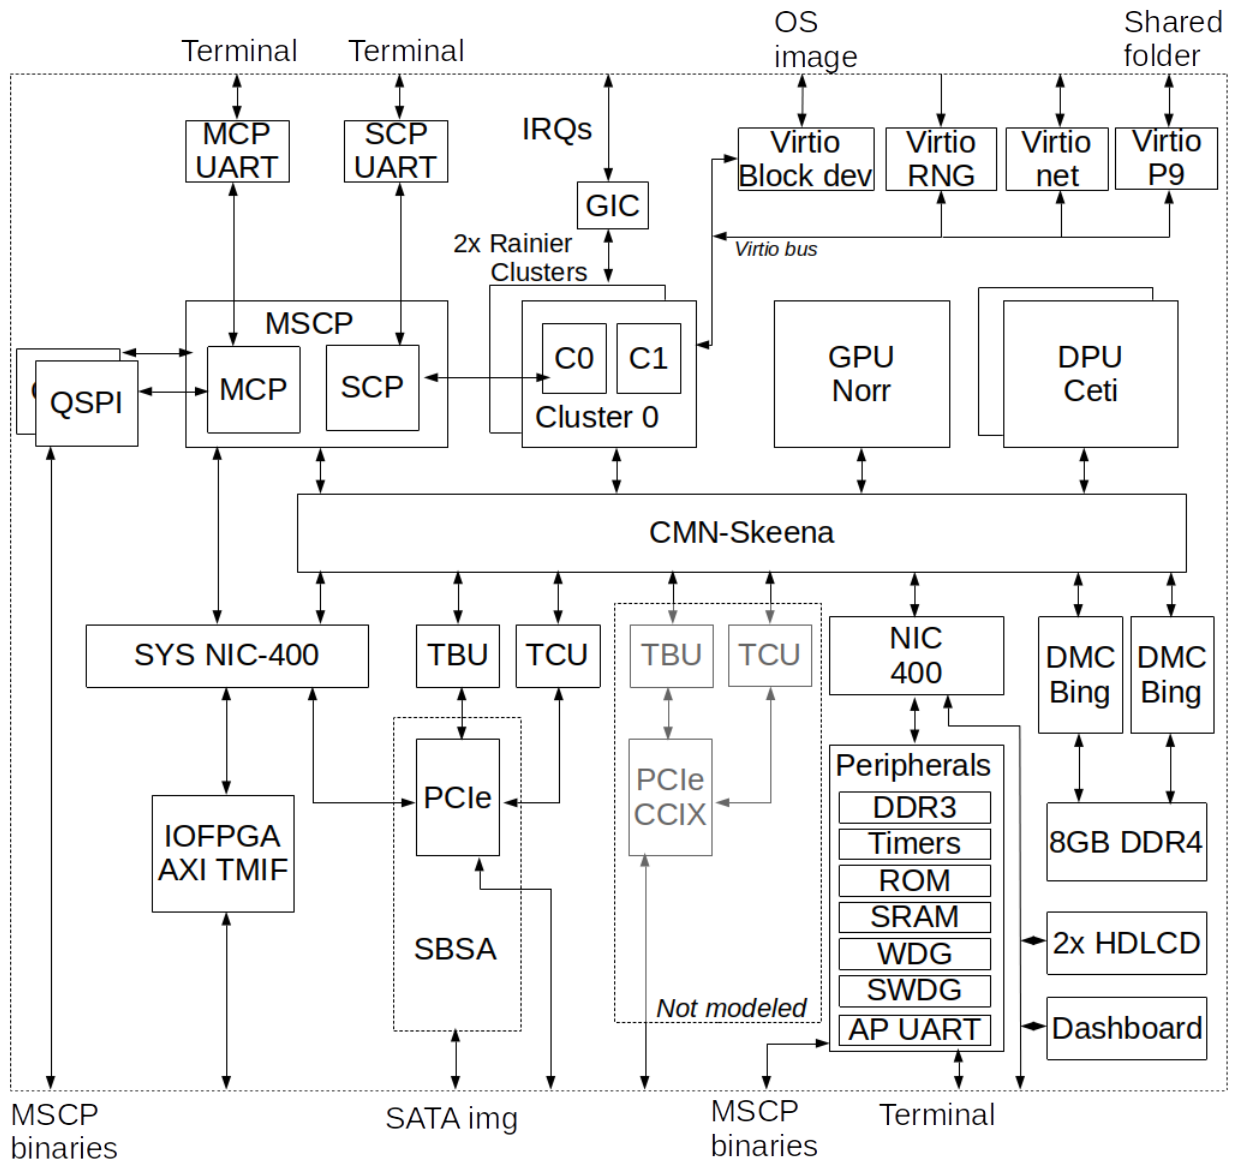 Terminal
Terminal
OS
image
Shared
folder
MCP
UART
SCP
UART
IRQs
GIC
Virtio
Block dev
Virtio
RNG
Virtio
net
Virtio
P9
Virtio bus
2x Rainier
Clusters
MSCP
MCP
SCP
QSPI
C0
C1
Cluster 0
GPU
Norr
DPU
Ceti
CMN-Skeena
SYS NIC-400
TBU
TCU
TBU
TCU
NIC
400
DMC
Bing
DMC
Bing
IOFPGA
AXI TMIF
PCIe
SBSA
PCIe
CCIX
Not modeled
Peripherals
DDR3
Timers
ROM
SRAM
WDG
SWDG
AP UART
8GB DDR4
2x HDLCD
Dashboard
MSCP
binaries
SATA img
MSCP
binaries
Terminal